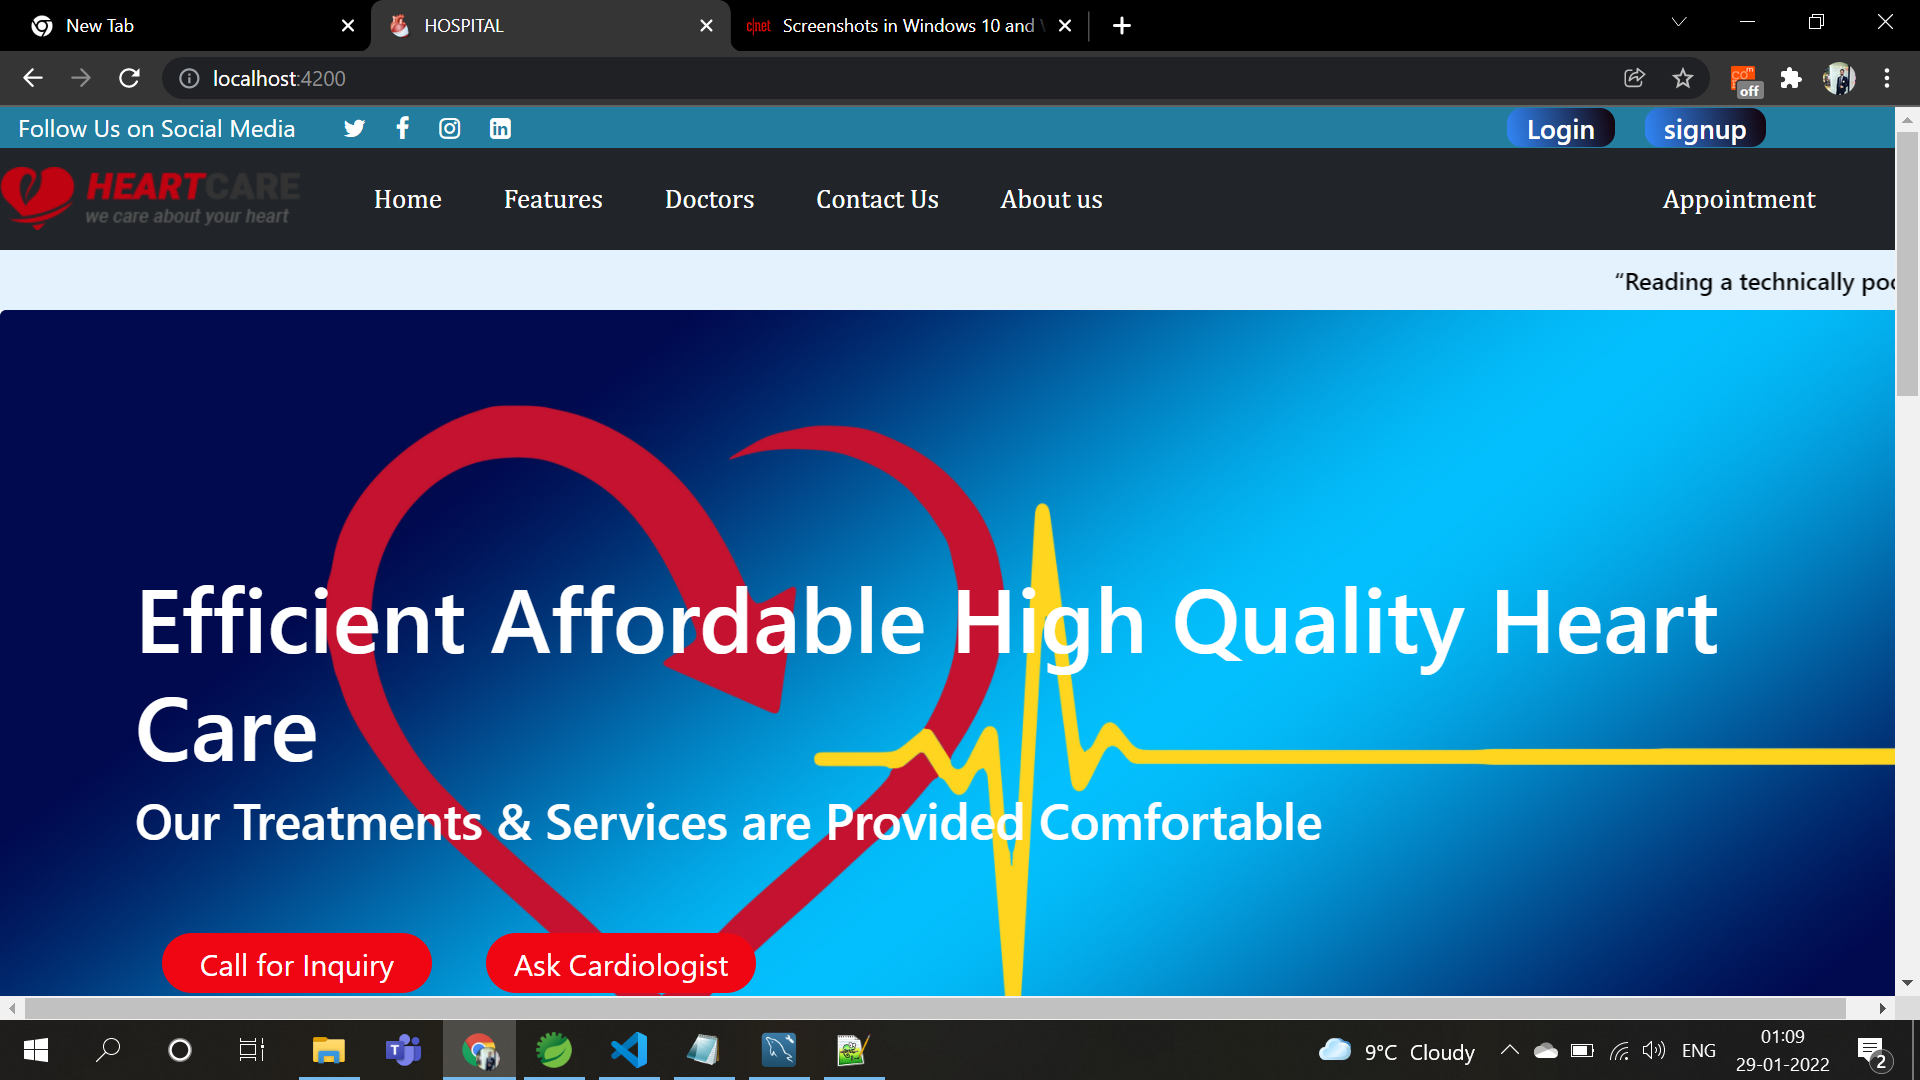 New Tab
HOSPITAL
c|net Screenshots in Windows 10 and
localhost:4200
cdm
off
Follow Us on Social Media
Login
signup
HEARTCARE
we care about your heart
Home
Features
Doctors
Contact Us
About us
Appointment
“Reading a technically
Efficient Affordable High Quality Heart
Care
Our Treatments & Services are Provided Comfortable
Call for Inquiry
Ask Cardiologist
9°C Cloudy
ENG
01:09
29-01-2022
2